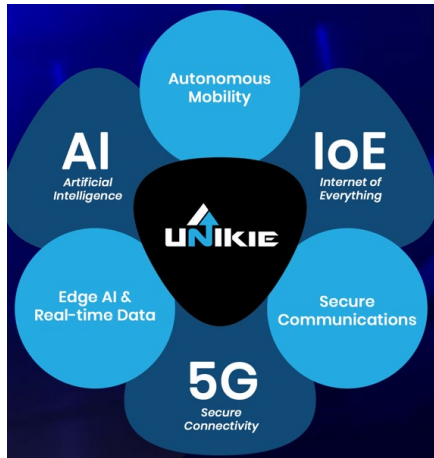 Autonomous
Mobility
AI
Artificial
Intelligence
IoE
Internet of
Everything
UNIKIE
Edge AI &
Real-time Data
Secure
Communications
5G
Secure
Connectivity